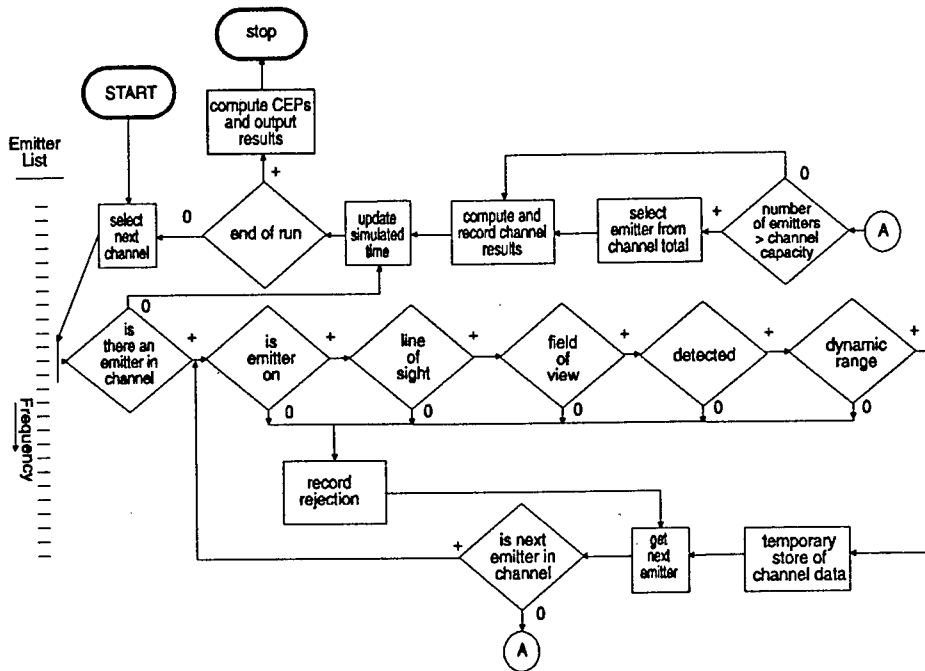 stop
START
compute CEPs
and output
results
Emitter
List
+
0
select
next
channel
0
end of run
update
simulated
time
compute and
record channel
results
select
emitter from
channel total
+
number
of emitters
> channel
capacity
A
0
is
there an
emitter in
channel
+
is
emitter
on
+
line
of
sight
+
field
of
view
+
detected
+
dynamic
range
+
0
0
0
0
0
Frequency
record
rejection
+
is next
emitter in
channel
get
next
emitter
temporary
store of
channel data
0
A